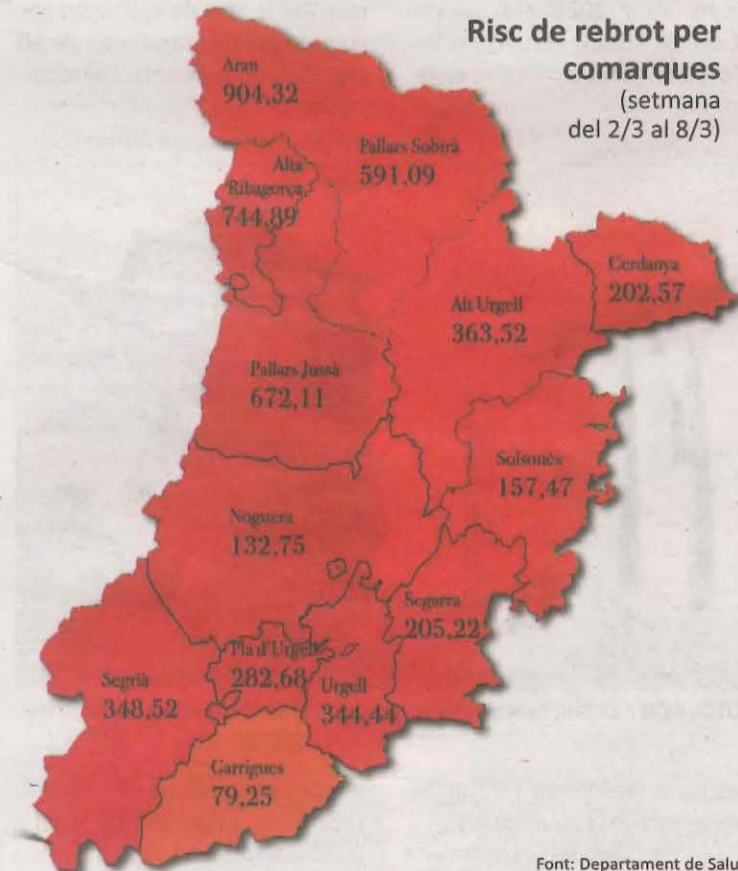 Risc de rebrot per
comarques
(setmana
del 2/3 al 8/3)
Aran
904,32
Pallars Sobirà
591,09
Alta
Ribagorça
744,89
Cerdanya
202,57
Alt Urgell
363,52
Pallars Jussà
672,11
Solsonès
157,47
Noguera
132,75
Segarra
205,22
Pla d'Urgell
282,68
Urgell
344,44
Segrià
348,52
Garrigues
79,25
Font: Departament de Salu